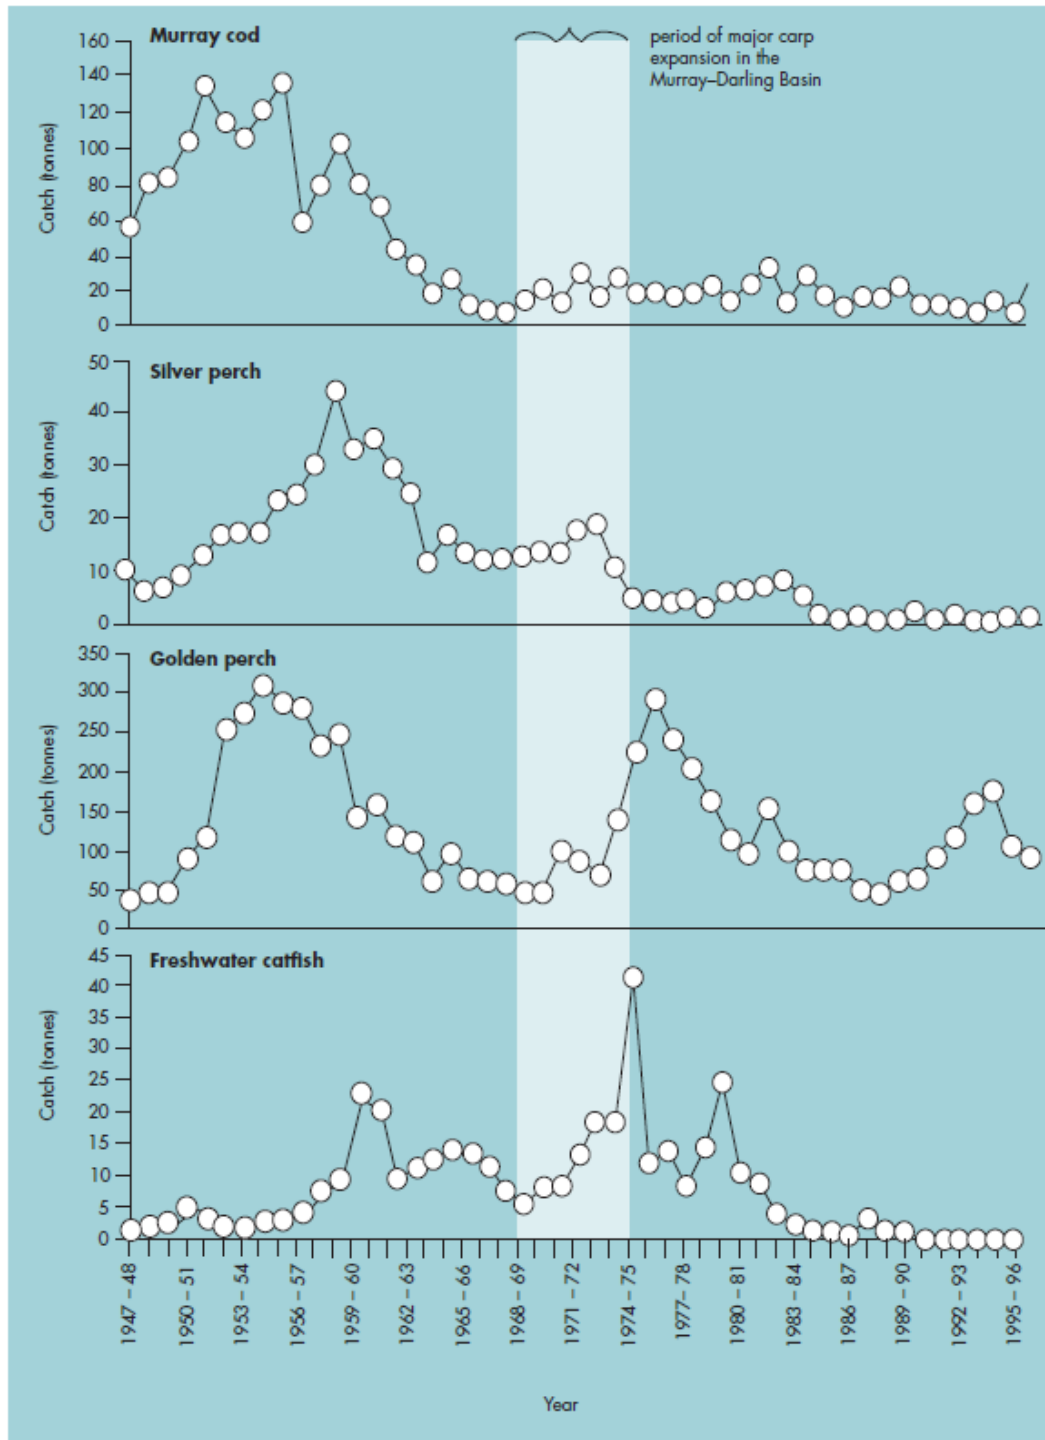 Murray cod
period of major carp
expansion in the
Murray–Darling Basin
Catch (tonnes)
160
140
120
100
80
60
40
20
0
Silver perch
Catch (tonnes)
50
40
30
20
10
0
Golden perch
Catch (tonnes)
350
300
250
200
150
100
50
0
Freshwater catfish
Catch (tonnes)
45
40
35
30
25
20
15
10
5
0
1947 – 48
1950 – 51
1953 – 54
1956 – 57
1959 – 60
1962 – 63
1965 – 66
1968 – 69
1971 – 72
1974 – 75
1977– 78
1980 – 81
1983 – 84
1986 – 87
1989 – 90
1992 – 93
1995 – 96
Year